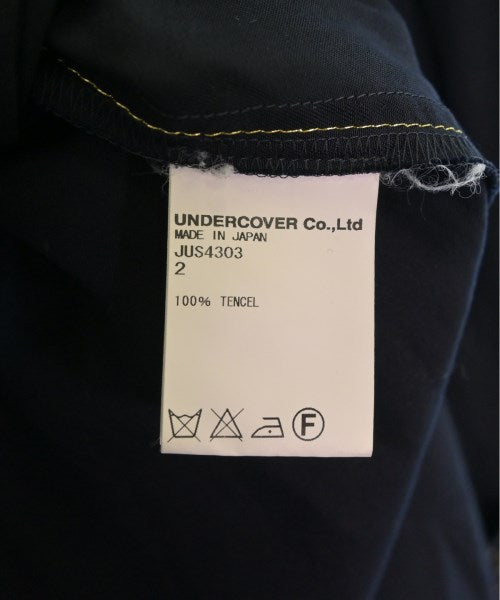 UNDERCOVER Co.,Ltd
MADE IN JAPAN
JUS4303
2
100% TENCEL
F